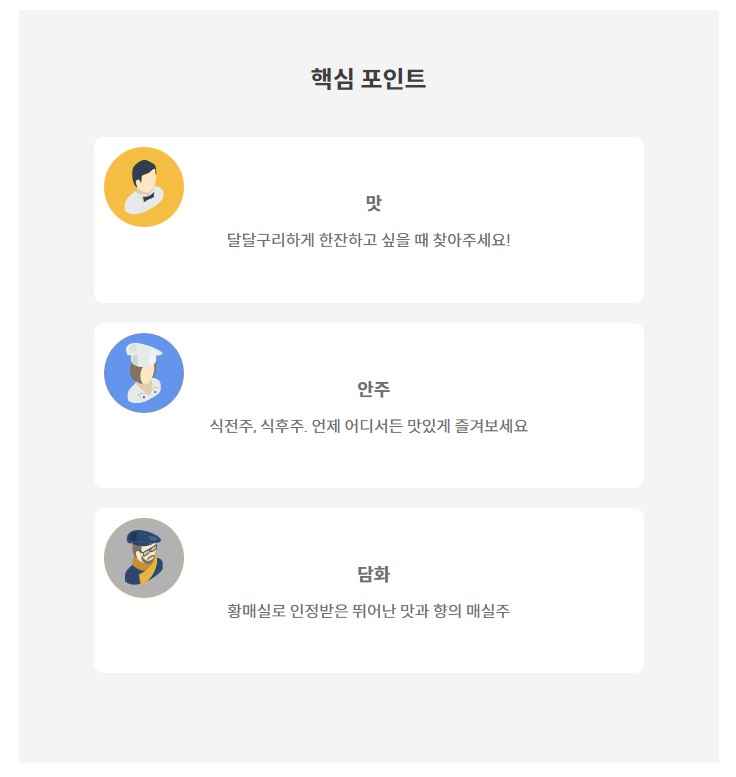 핵심 포인트
맛
달달구리하게 한잔하고 싶을 때 찾아주세요!
안주
식전주, 식후주. 언제 어디서든 맛있게 즐겨보세요
담화
황매실로 인정받은 뛰어난 맛과 향의 매실주